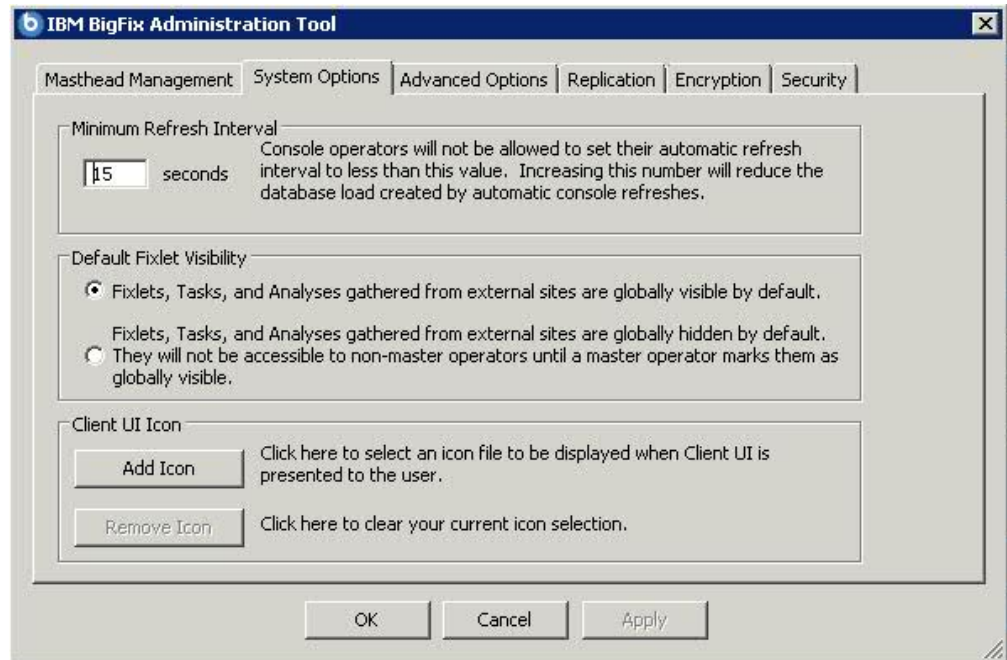 IBM BigFix Administration Tool
Masthead Management System Options Advanced Options Replication Encryption Security
Minimum Refresh Interval
15 seconds
Console operators will not be allowed to set their automatic refresh
interval to less than this value. Increasing this number will reduce the
database load created by automatic console refreshes.
Default Fixlet Visibility
Fixlets, Tasks, and Analyses gathered from external sites are globally visible by default.
Fixlets, Tasks, and Analyses gathered from external sites are globally hidden by default.
They will not be accessible to non-master operators until a master operator marks them as
globally visible.
Client UI Icon
Add Icon
Click here to select an icon file to be displayed when Client UI is
presented to the user.
Remove Icon
Click here to clear your current icon selection.
OK Cancel Apply